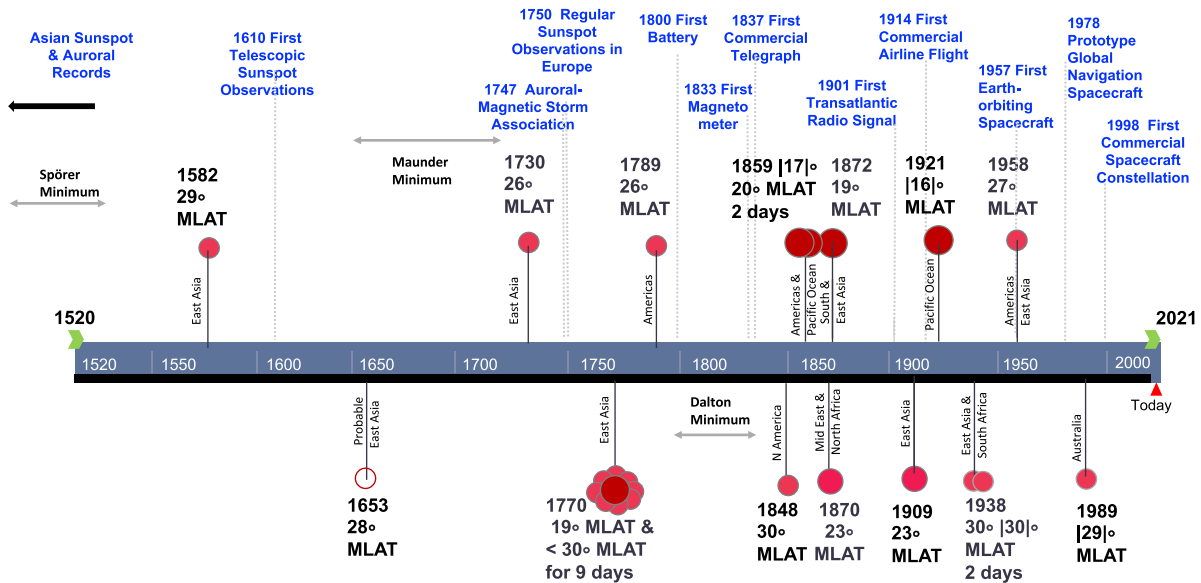 Asian Sunspot
& Auroral
Records
1610 First
Telescopic
Sunspot
Observations
1750 Regular
Sunspot
Observations in
Europe
1747 Auroral-
Magnetic Storm
Association
1800 First
Battery
1833 First
Magneto
meter
1837 First
Commercial
Telegraph
1901 First
Transatlantic
Radio Signal
1914 First
Commercial
Airline Flight
1957 First
Earth-
orbiting
Spacecraft
1978
Prototype
Global
Navigation
Spacecraft
1998 First
Commercial
Spacecraft
Constellation
Spörer
Minimum
Maunder
Minimum
1582
29∘
MLAT
1730
26∘
MLAT
1789
26∘
MLAT
1859 |17|∘
20∘ MLAT
2 days
1872
19∘
MLAT
1921
|16|∘
MLAT
1958
27∘
MLAT
East Asia
East Asia
Americas
Americas &
Pacific Ocean
South &
East Asia
Pacific Ocean
Americas
East Asia
1520
2021
1520
1550
1600
1650
1700
1750
1800
1850
1900
1950
2000
Today
Probable
East Asia
East Asia
Dalton
Minimum
N America
Mid East &
North Africa
East Asia
East Asia &
South Africa
Australia
1653
28∘
MLAT
1770
19∘ MLAT &
< 30∘ MLAT
for 9 days
1848
30∘
MLAT
1870
23∘
MLAT
1909
23∘
MLAT
1938
30∘ |30|∘
MLAT
2 days
1989
|29|∘
MLAT